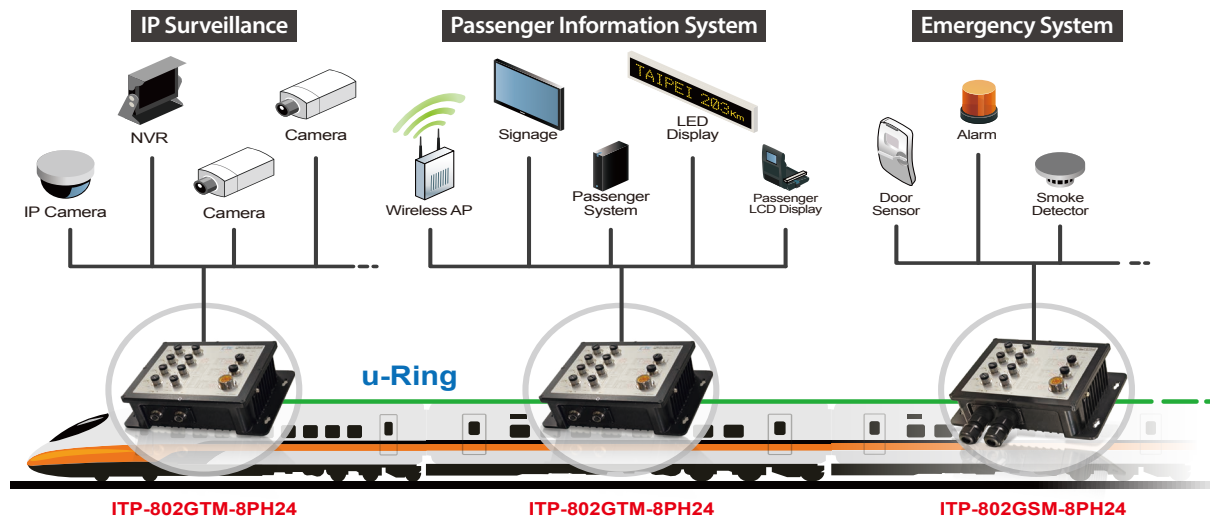 IP Surveillance
Passenger Information System
Emergency System
NVR
Camera
IP Camera
Camera
Signage
TAIPEI 203Km
LED
Display
Wireless AP
Passenger
System
Passenger
LCD Display
Alarm
Door
Sensor
Smoke
Detector
u-Ring
ITP-802GTM-8PH24
ITP-802GTM-8PH24
ITP-802GSM-8PH24